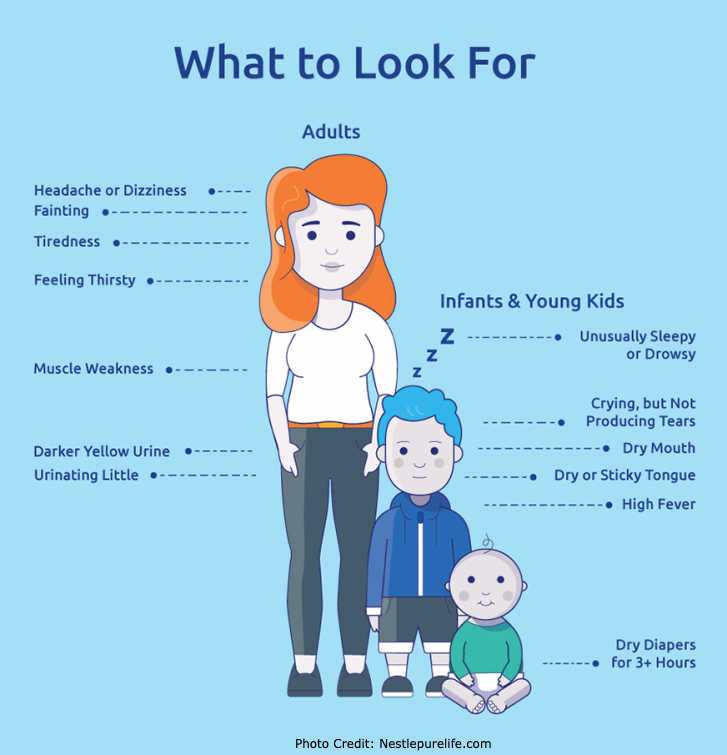 What to Look For
Adults
Headache or Dizziness
Fainting
Tiredness
Feeling Thirsty
Muscle Weakness
Darker Yellow Urine
Urinating Little
Infants & Young Kids
z
z
z
Unusually Sleepy
or Drowsy
Crying, but Not
Producing Tears
Dry Mouth
Dry or Sticky Tongue
High Fever
Dry Diapers
for 3+ Hours
Photo Credit: Nestlepurelife.com